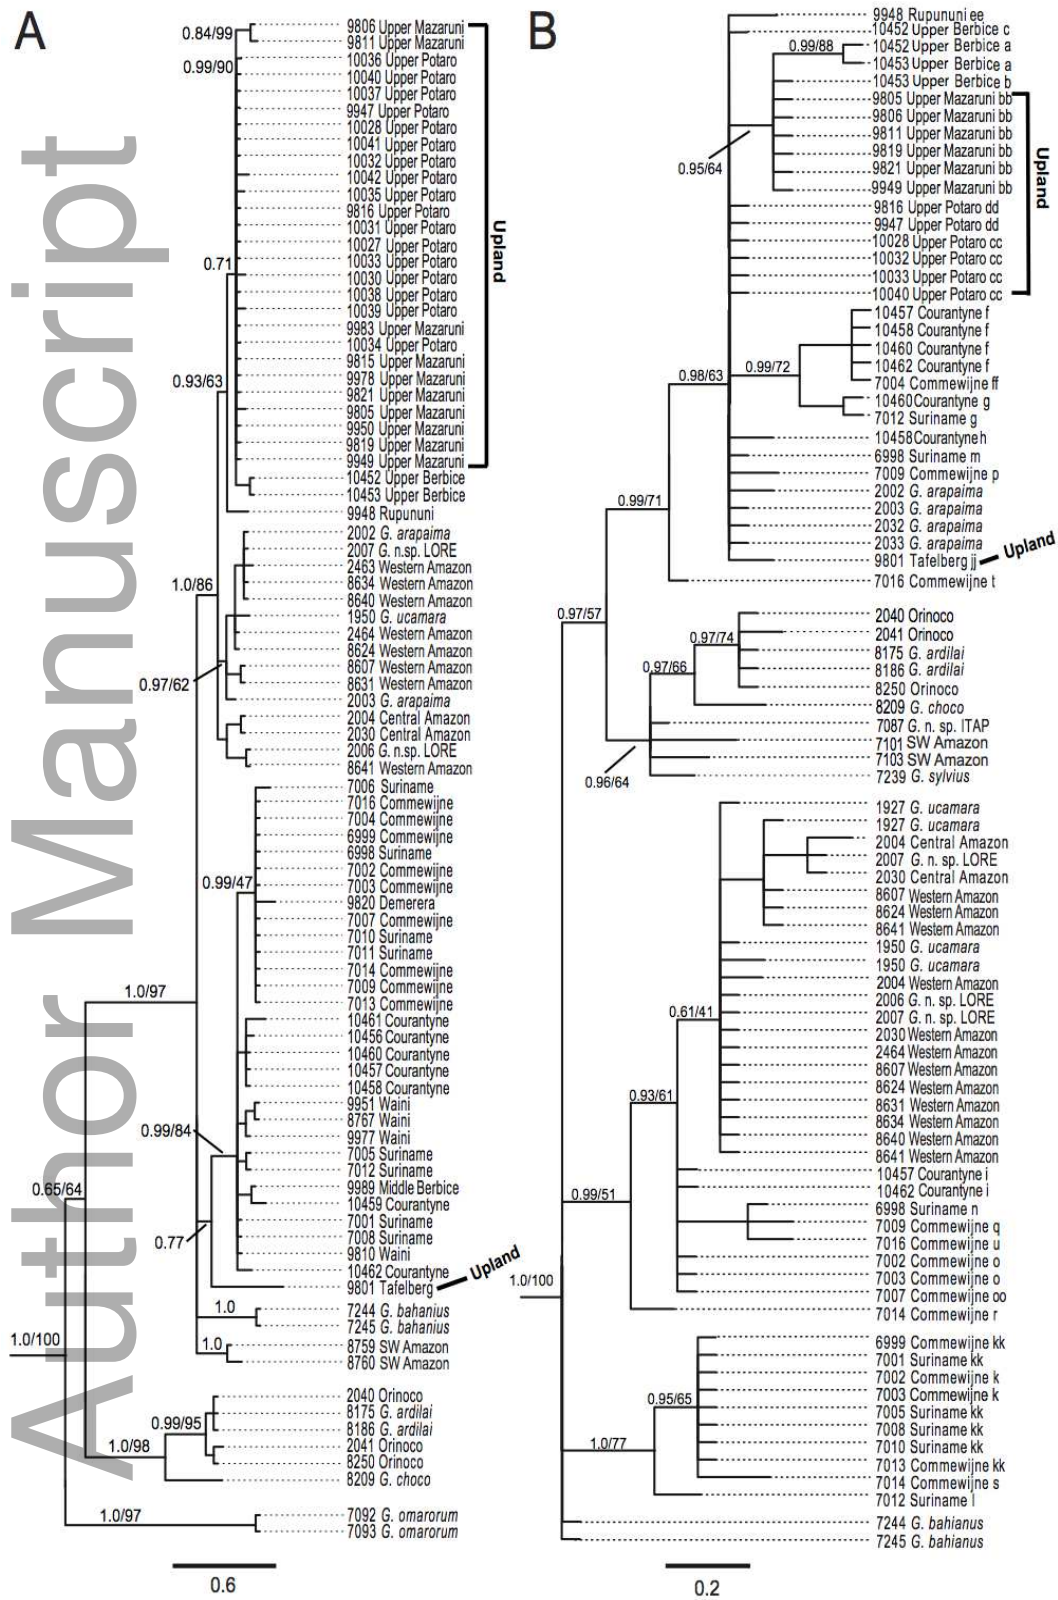 A
0.84/99
0.99/90
0.71
0.93/63
1.0/86
0.97/62
0.99/47
1.0/97
0.99/84
0.65/64
0.77
1.0
1.0
1.0/100
0.99/95
1.0/98
1.0/97
9806 Upper Mazaruni
9811 Upper Mazaruni
10036 Upper Potaro
10040 Upper Potaro
10037 Upper Potaro
9947 Upper Potaro
10028 Upper Potaro
10041 Upper Potaro
10032 Upper Potaro
10042 Upper Potaro
10035 Upper Potaro
9816 Upper Potaro
10031 Upper Potaro
10027 Upper Potaro
10033 Upper Potaro
10030 Upper Potaro
10038 Upper Potaro
10039 Upper Potaro
9983 Upper Mazaruni
10034 Upper Potaro
9815 Upper Mazaruni
9978 Upper Mazaruni
9821 Upper Mazaruni
9805 Upper Mazaruni
9950 Upper Mazaruni
9819 Upper Mazaruni
9949 Upper Mazaruni
10452 Upper Berbice
10453 Upper Berbice
9948 Rupununi
2002 G. arapaima
2007 G. n.sp. LORE
2463 Western Amazon
8634 Western Amazon
8640 Western Amazon
1950 G. ucamara
2464 Western Amazon
8624 Western Amazon
8607 Western Amazon
8631 Western Amazon
2003 G. arapaima
2004 Central Amazon
2030 Central Amazon
2006 G. n.sp. LORE
8641 Western Amazon
7006 Suriname
7016 Commewijne
7004 Commewijne
6999 Commewijne
6998 Suriname
7002 Commewijne
7003 Commewijne
9820 Demerera
7007 Commewijne
7010 Suriname
7011 Suriname
7014 Commewijne
7009 Commewijne
7013 Commewijne
10461 Courantyne
10456 Courantyne
10460 Courantyne
10457 Courantyne
10458 Courantyne
9951 Waini
8767 Waini
9977 Waini
7005 Suriname
7012 Suriname
9989 Middle Berbice
10459 Courantyne
7001 Suriname
7008 Suriname
9810 Waini
10462 Courantyne
9801 Tafelberg
7244 G. bahanius
7245 G. bahanius
8759 SW Amazon
8760 SW Amazon
2040 Orinoco
8175 G. ardilai
8186 G. ardilai
2041 Orinoco
8250 Orinoco
8209 G. choco
7092 G. omarorum
7093 G. omarorum
Upland
Upland
0.6
B
0.99/88
0.95/64
0.98/63
0.99/72
0.99/71
0.97/57
0.97/74
0.97/66
0.96/64
0.61/41
0.93/61
0.99/51
1.0/100
0.95/65
1.0/77
9948 Rupununi ee
10452 Upper Berbice c
10452 Upper Berbice a
10453 Upper Berbice a
10453 Upper Berbice b
9805 Upper Mazaruni bb
9806 Upper Mazaruni bb
9811 Upper Mazaruni bb
9819 Upper Mazaruni bb
9821 Upper Mazaruni bb
9949 Upper Mazaruni bb
9816 Upper Potaro dd
9947 Upper Potaro dd
10028 Upper Potaro cc
10032 Upper Potaro cc
10033 Upper Potaro cc
10040 Upper Potaro cc
10457 Courantyne f
10458 Courantyne f
10460 Courantyne f
10462 Courantyne f
7004 Commewijne ff
10460 Courantyne g
7012 Suriname g
10458 Courantyne h
6998 Suriname m
7009 Commewijne p
2002 G. arapaima
2003 G. arapaima
2032 G. arapaima
2033 G. arapaima
9801 Tafelberg jj
7016 Commewijne t
2040 Orinoco
2041 Orinoco
8175 G. ardilai
8186 G. ardilai
8250 Orinoco
8209 G. choco
7087 G. n. sp. ITAP
7101 SW Amazon
7103 SW Amazon
7239 G. sylvius
1927 G. ucamara
1927 G. ucamara
2004 Central Amazon
2007 G. n. sp. LORE
2030 Central Amazon
8607 Western Amazon
8624 Western Amazon
8641 Western Amazon
1950 G. ucamara
1950 G. ucamara
2004 Western Amazon
2006 G. n. sp. LORE
2007 G. n. sp. LORE
2030 Western Amazon
2464 Western Amazon
8607 Western Amazon
8624 Western Amazon
8631 Western Amazon
8634 Western Amazon
8640 Western Amazon
8641 Western Amazon
10457 Courantyne i
10462 Courantyne i
6998 Suriname n
7009 Commewijne q
7016 Commewijne u
7002 Commewijne o
7003 Commewijne o
7007 Commewijne oo
7014 Commewijne r
6999 Commewijne kk
7001 Suriname kk
7002 Commewijne k
7003 Commewijne k
7005 Suriname kk
7008 Suriname kk
7010 Suriname kk
7013 Commewijne kk
7014 Commewijne s
7012 Suriname l
7244 G. bahianus
7245 G. bahianus
Upland
Upland
0.2
Author Manuscript